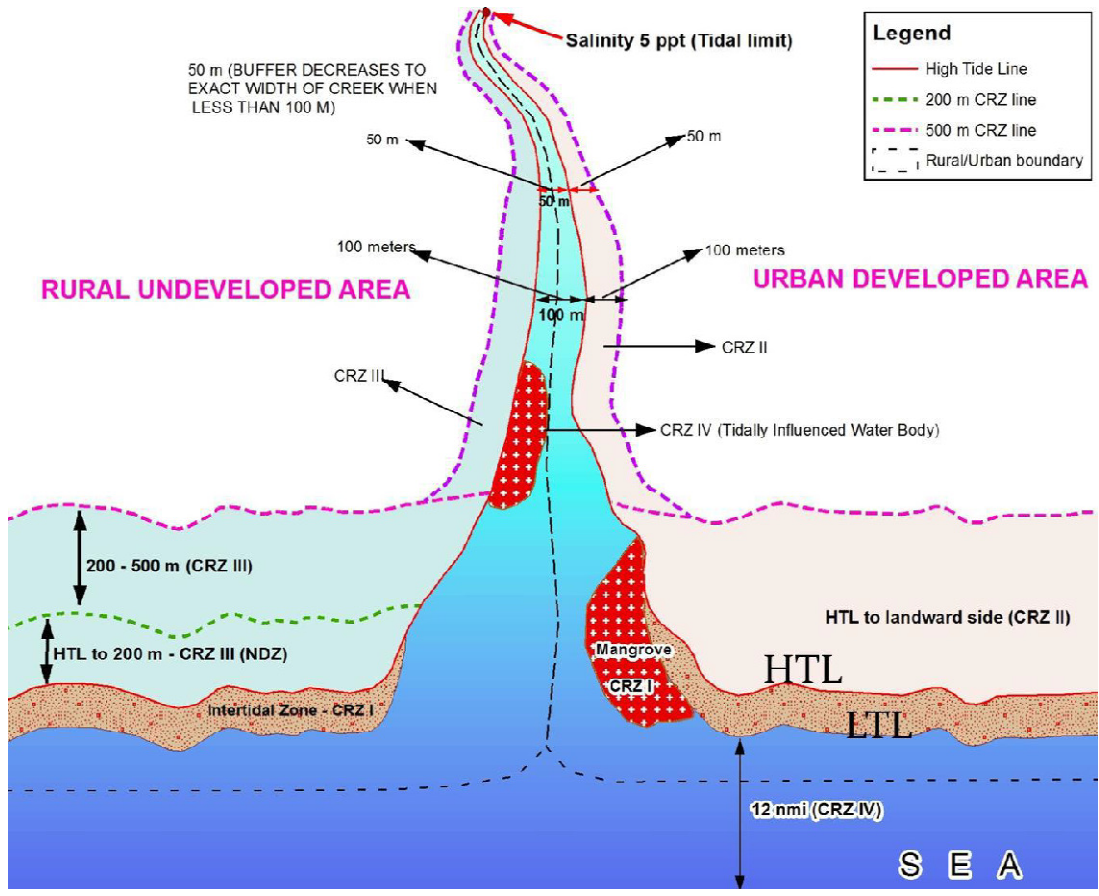 Salinity 5 ppt (Tidal limit)
Legend
High Tide Line
200 m CRZ line
500 m CRZ line
Rural/Urban boundary
50 m (BUFFER DECREASES TO
EXACT WIDTH OF CREEK WHEN
LESS THAN 100 M)
50 m
50 m
50 m
100 meters
100 meters
100 m
RURAL UNDEVELOPED AREA
URBAN DEVELOPED AREA
CRZ II
CRZ III
CRZ IV (Tidally Influenced Water Body)
200 - 500 m (CRZ III)
HTL to 200 m - CRZ III (NDZ)
HTL to landward side (CRZ II)
Mangrove
CRZ I
HTL
Intertidal Zone - CRZ I
LTL
12 nmi (CRZ IV)
S E A